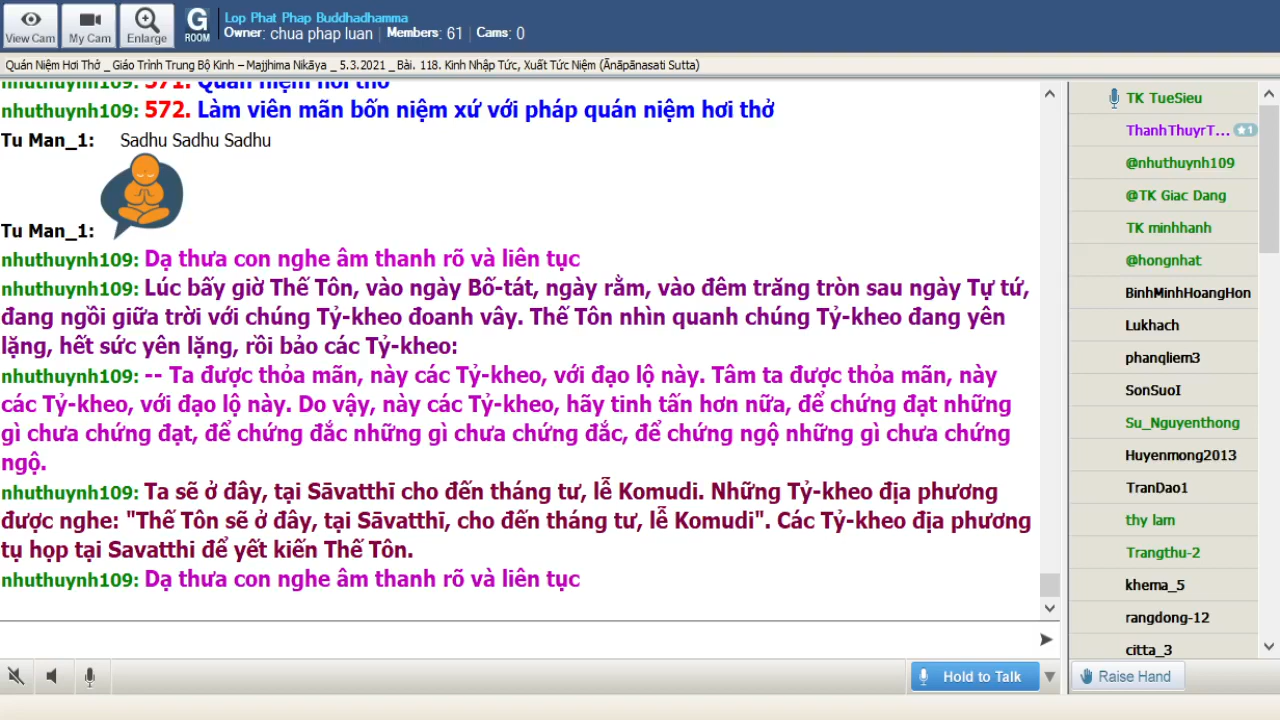 View Cam
My Cam
Enlarge
G
ROOM
Lop Phat Phap Buddhadhamma
Owner: chua phap luan Members: 61 Cams: 0
Quán Niệm Hơi Thở _ Giáo Trình Trung Bộ Kinh – Majjhima Nikāya _ 5.3.2021 _ Bài. 118. Kinh Nhập Tức, Xuất Tức Niệm (Ānāpānasati Sutta)
nhuthuynh109: 571. Quán niệm hơi thở
nhuthuynh109: 572. Làm viên mãn bốn niệm xứ với pháp quán niệm hơi thở
Tu Man_1: Sadhu Sadhu Sadhu
Tu Man_1:
nhuthuynh109: Dạ thưa con nghe âm thanh rõ và liên tục
nhuthuynh109: Lúc bấy giờ Thế Tôn, vào ngày Bố-tát, ngày rằm, vào đêm trăng tròn sau ngày Tự tứ,
đang ngồi giữa trời với chúng Tỷ-kheo đoanh vây. Thế Tôn nhìn quanh chúng Tỷ-kheo đang yên
lặng, hết sức yên lặng, rồi bảo các Tỷ-kheo:
nhuthuynh109: -- Ta được thỏa mãn, này các Tỷ-kheo, với đạo lộ này. Tâm ta được thỏa mãn, này
các Tỷ-kheo, với đạo lộ này. Do vậy, này các Tỷ-kheo, hãy tinh tấn hơn nữa, để chứng đạt những
gì chưa chứng đạt, để chứng đắc những gì chưa chứng đắc, để chứng ngộ những gì chưa chứng
ngộ.
nhuthuynh109: Ta sẽ ở đây, tại Sāvatthī cho đến tháng tư, lễ Komudi. Những Tỷ-kheo địa phương
được nghe: "Thế Tôn sẽ ở đây, tại Sāvatthī, cho đến tháng tư, lễ Komudi". Các Tỷ-kheo địa phương
tụ họp tại Savatthi để yết kiến Thế Tôn.
nhuthuynh109: Dạ thưa con nghe âm thanh rõ và liên tục
Hold to Talk
TK TueSieu
ThanhThuyrT... 1
@nhuthuynh109
@TK Giac Dang
TK minhhanh
@hongnhat
BinhMinhHoangHon
Lukhach
phanqliem3
SonSuoI
Su_Nguyenthong
Huyenmong2013
TranDao1
thy lam
Trangthu-2
khema_5
rangdong-12
citta_3
Raise Hand